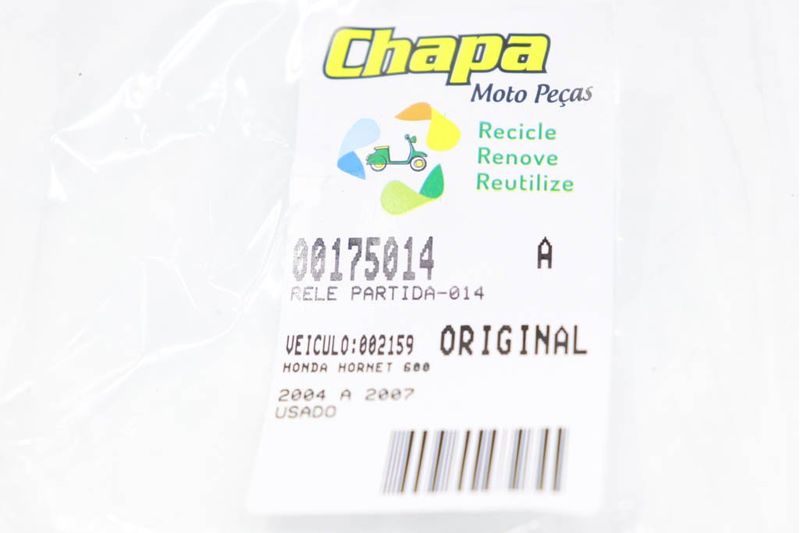 Chapa
Moto Peças
Recicle
Renove
Reutilize
00175014 A
RELE PARTIDA-014
VEICULO:002159 ORIGINAL
HONDA HORNET 600
2004 A 2007
USADO